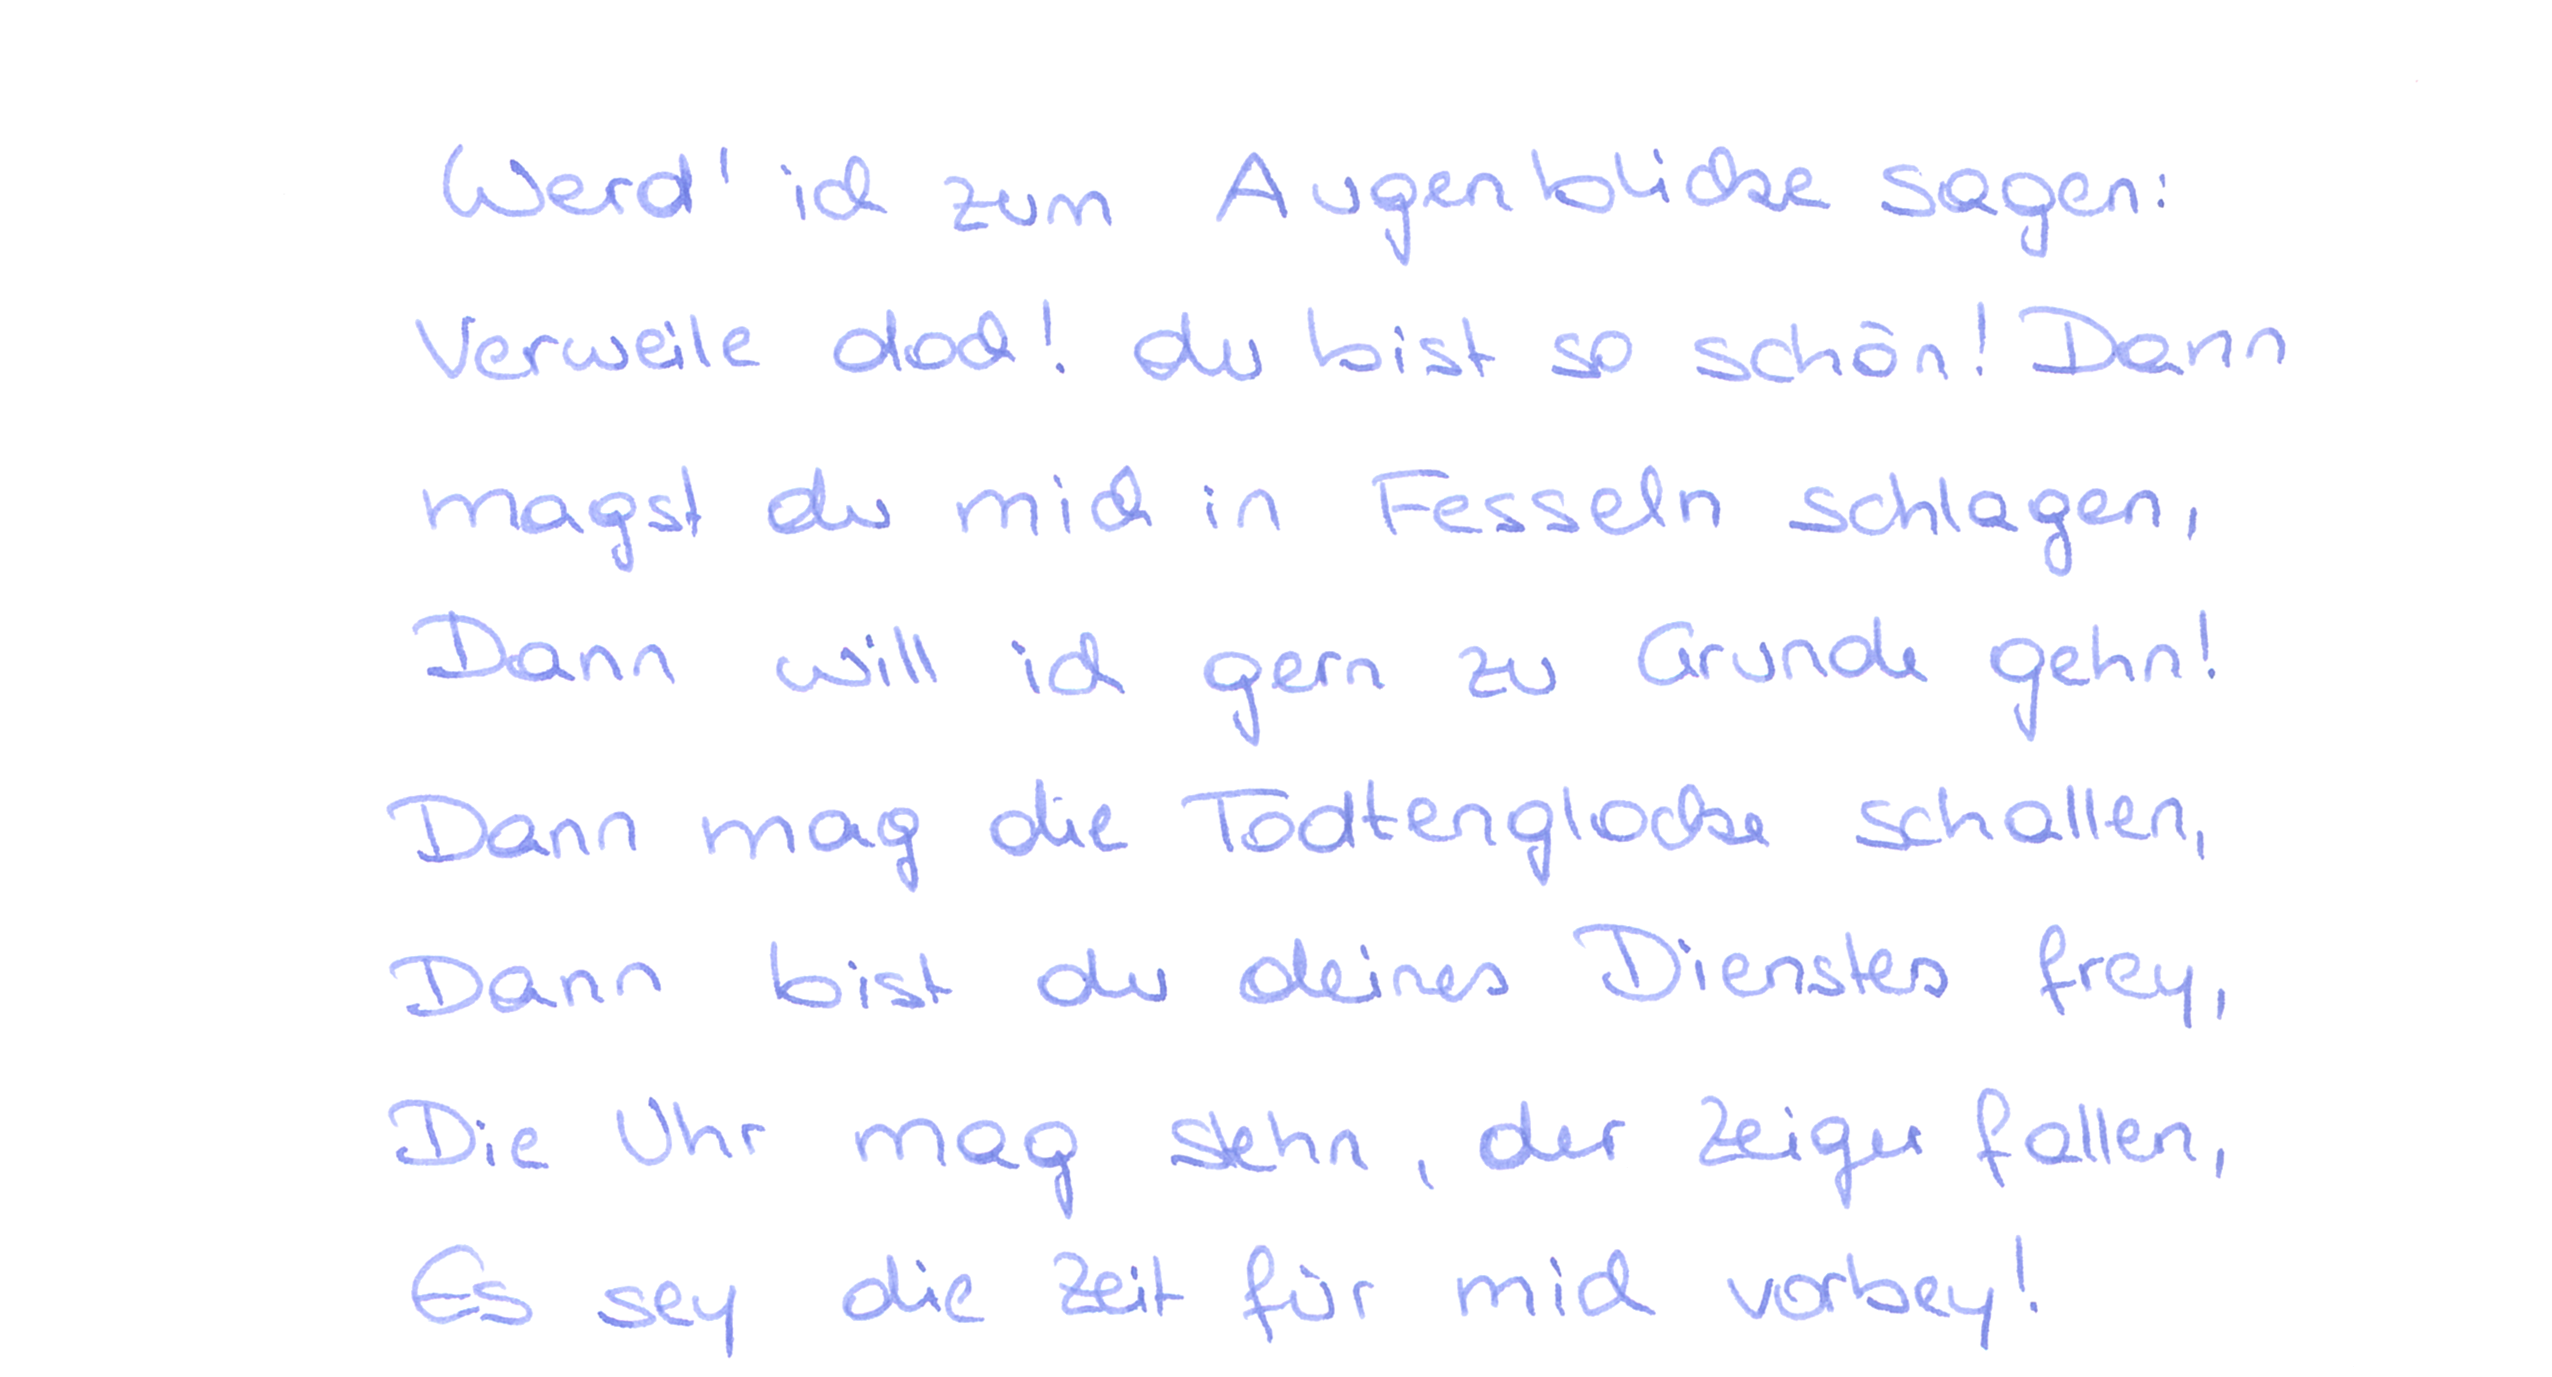 Werd' ich zum Augenblicke sagen:
Verweile doch! du bist so schön! Dann
magst du mich in Fesseln schlagen,
Dann will ich gern zu Grunde gehn!
Dann mag die Todtenglocke schallen,
Dann bist du deines Dienstes frey,
Die Uhr mag stehn, der Zeiger fallen,
Es sey die Zeit für mich vorbey!